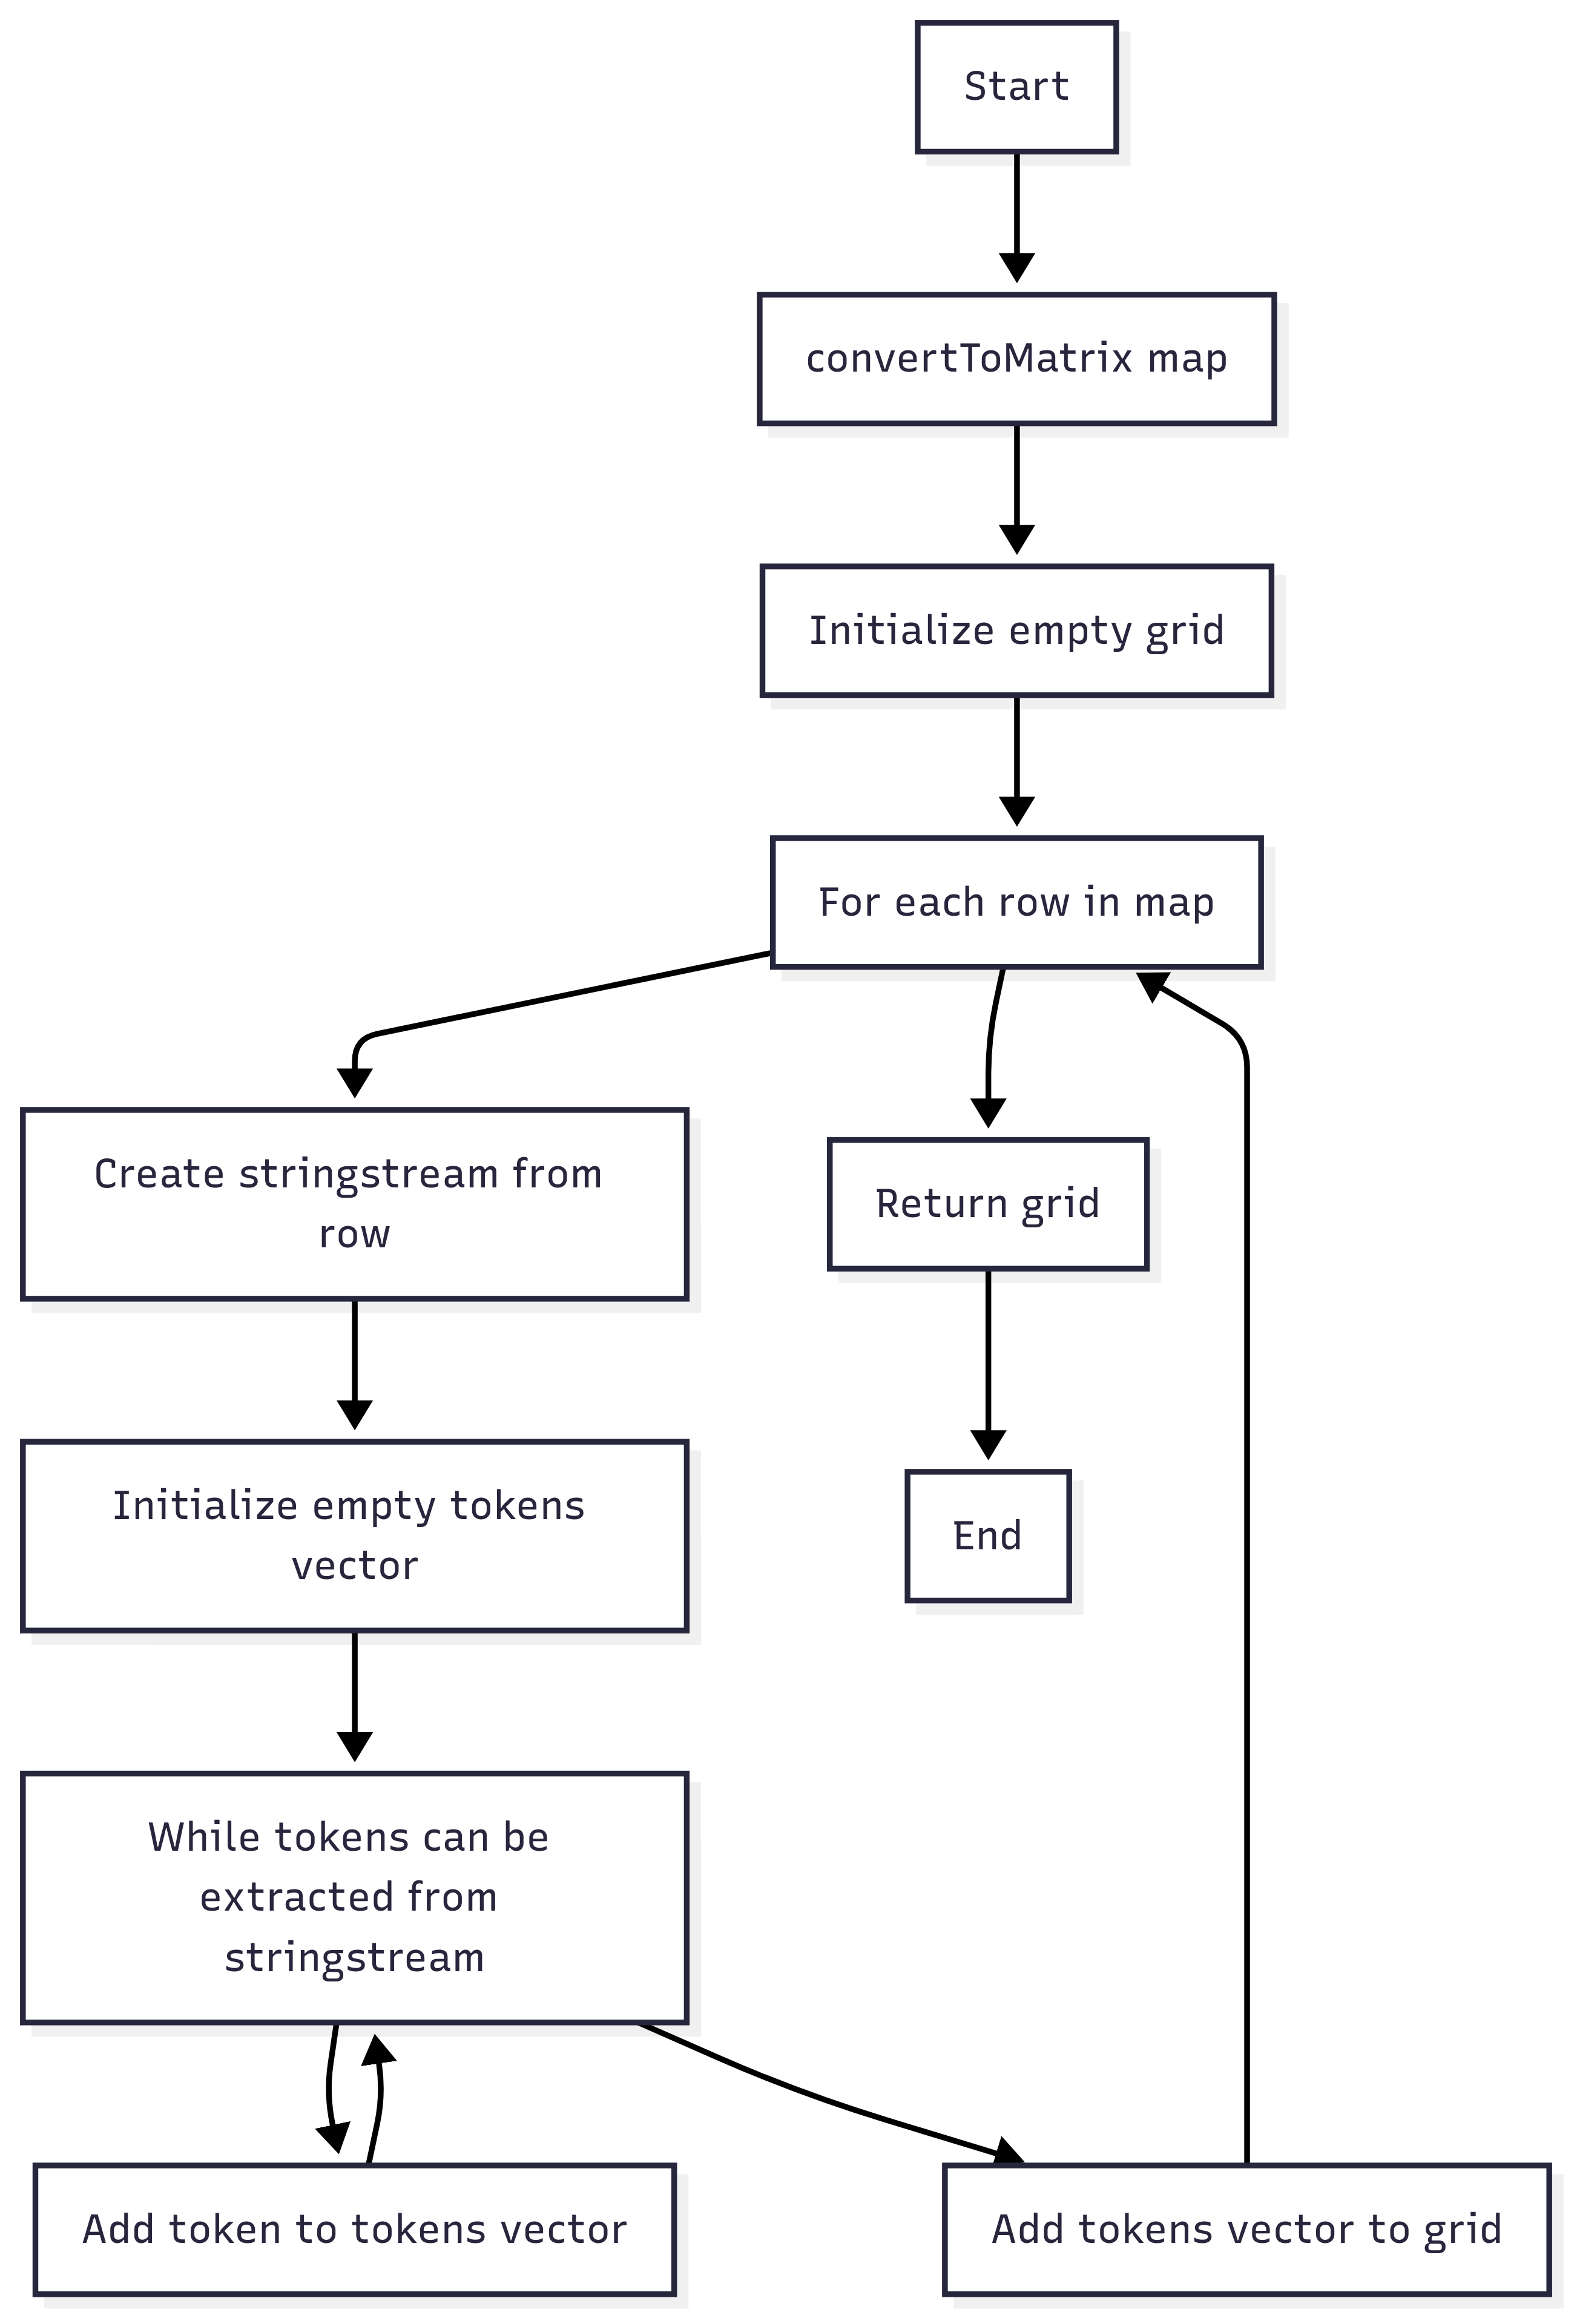 Start
convertToMatrix map
Initialize empty grid
For each row in map
Create stringstream from
row
Return grid
Initialize empty tokens
vector
End
While tokens can be
extracted from
stringstream
Add token to tokens vector
Add tokens vector to grid